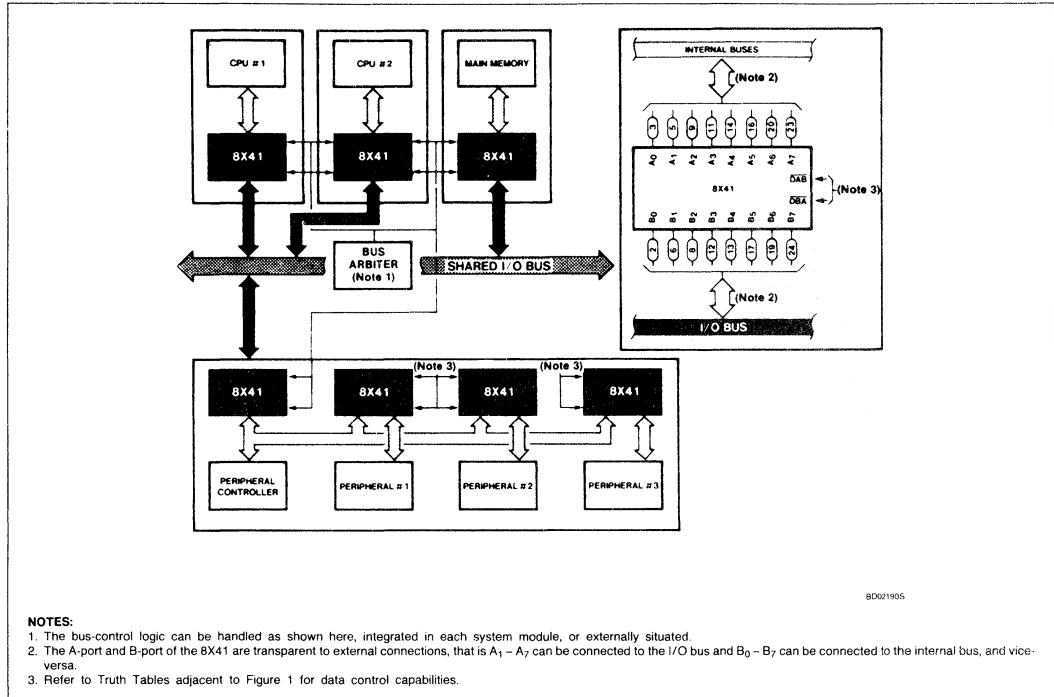 CPU #1
CPU #2
MAIN MEMORY
8X41
8X41
8X41
BUS
ARBITER
(Note 1)
SHARED I/O BUS
INTERNAL BUSES
(Note 2)
3 5 9 11 14 16 20 23
A0 A1 A2 A3 A4 A5 A6 A7
8X41
DAB
DBA
(Note 3)
B0 B1 B2 B3 B4 B5 B6 B7
2 6 8 12 13 17 19 24
(Note 2)
I/O BUS
(Note 3)
(Note 3)
8X41
8X41
8X41
8X41
PERIPHERAL
CONTROLLER
PERIPHERAL #1
PERIPHERAL #2
PERIPHERAL #3
BD02190S
NOTES:
1. The bus-control logic can be handled as shown here, integrated in each system module, or externally situated.
2. The A-port and B-port of the 8X41 are transparent to external connections, that is A1 – A7 can be connected to the I/O bus and B0 – B7 can be connected to the internal bus, and vice-
versa.
3. Refer to Truth Tables adjacent to Figure 1 for data control capabilities.